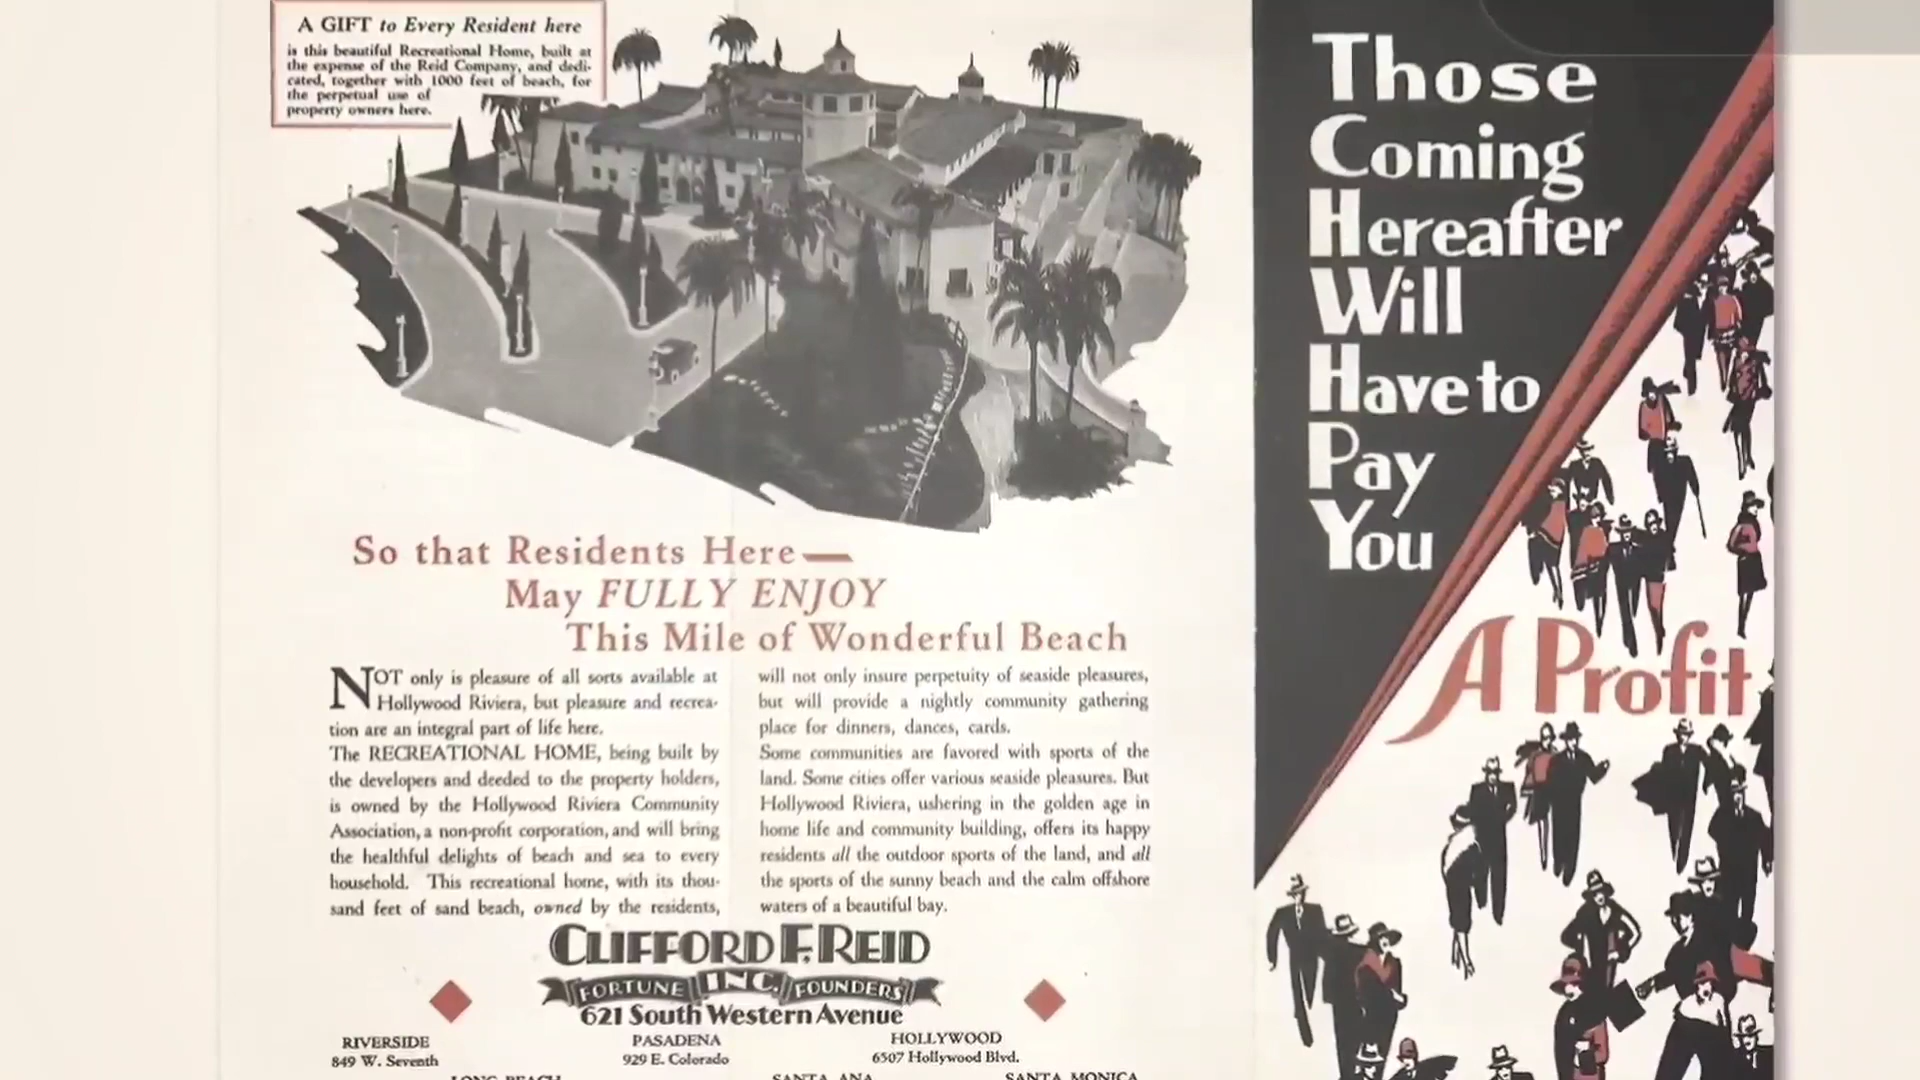 A GIFT to Every Resident here
is this beautiful Recreational Home, built at
the expense of the Reid Company, and dedi-
cated, together with 1000 feet of beach, for
the perpetual use of
property owners here.
So that Residents Here—
May FULLY ENJOY
This Mile of Wonderful Beach
NOT only is pleasure of all sorts available at
Hollywood Riviera, but pleasure and recrea-
tion are an integral part of life here.
The RECREATIONAL HOME, being built by
the developers and deeded to the property holders,
is owned by the Hollywood Riviera Community
Association, a non-profit corporation, and will bring
the healthful delights of beach and sea to every
household. This recreational home, with its thou-
sand feet of sand beach, owned by the residents,
will not only insure perpetuity of seaside pleasures,
but will provide a nightly community gathering
place for dinners, dances, cards.
Some communities are favored with sports of the
land. Some cities offer various seaside pleasures. But
Hollywood Riviera, ushering in the golden age in
home life and community building, offers its happy
residents all the outdoor sports of the land, and all
the sports of the sunny beach and the calm offshore
waters of a beautiful bay.
CLIFFORD F. REID
FORTUNE INC. FOUNDERS
621 South Western Avenue
RIVERSIDE
849 W. Seventh
PASADENA
929 E. Colorado
HOLLYWOOD
6507 Hollywood Blvd.
LONG BEACH
SANTA ANA
SANTA MONICA
Those
Coming
Hereafter
Will
Have to
Pay
You
A Profit